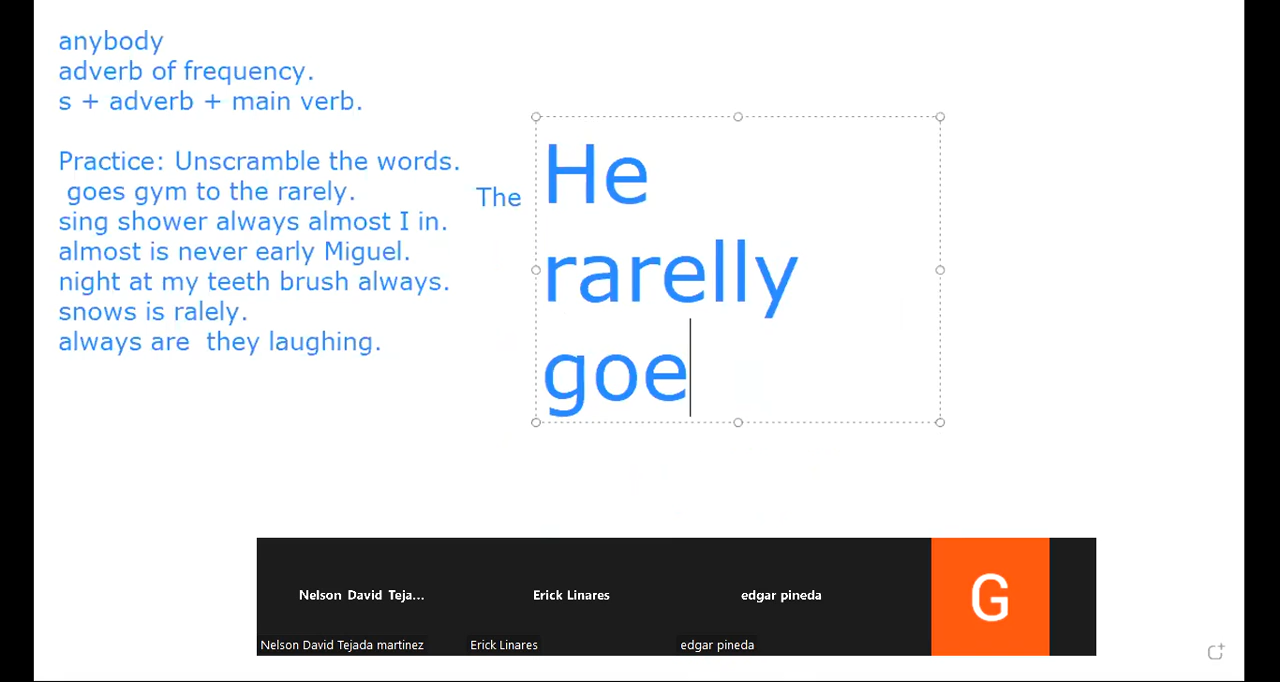 anybody
adverb of frequency.
s + adverb + main verb.
Practice: Unscramble the words.
goes gym to the rarely.
sing shower always almost I in.
almost is never early Miguel.
night at my teeth brush always.
snows is ralely.
always are  they laughing.
The
He
rarelly
goe
Nelson David Teja...
Erick Linares
edgar pineda
G
Nelson David Tejada martinez
Erick Linares
edgar pineda